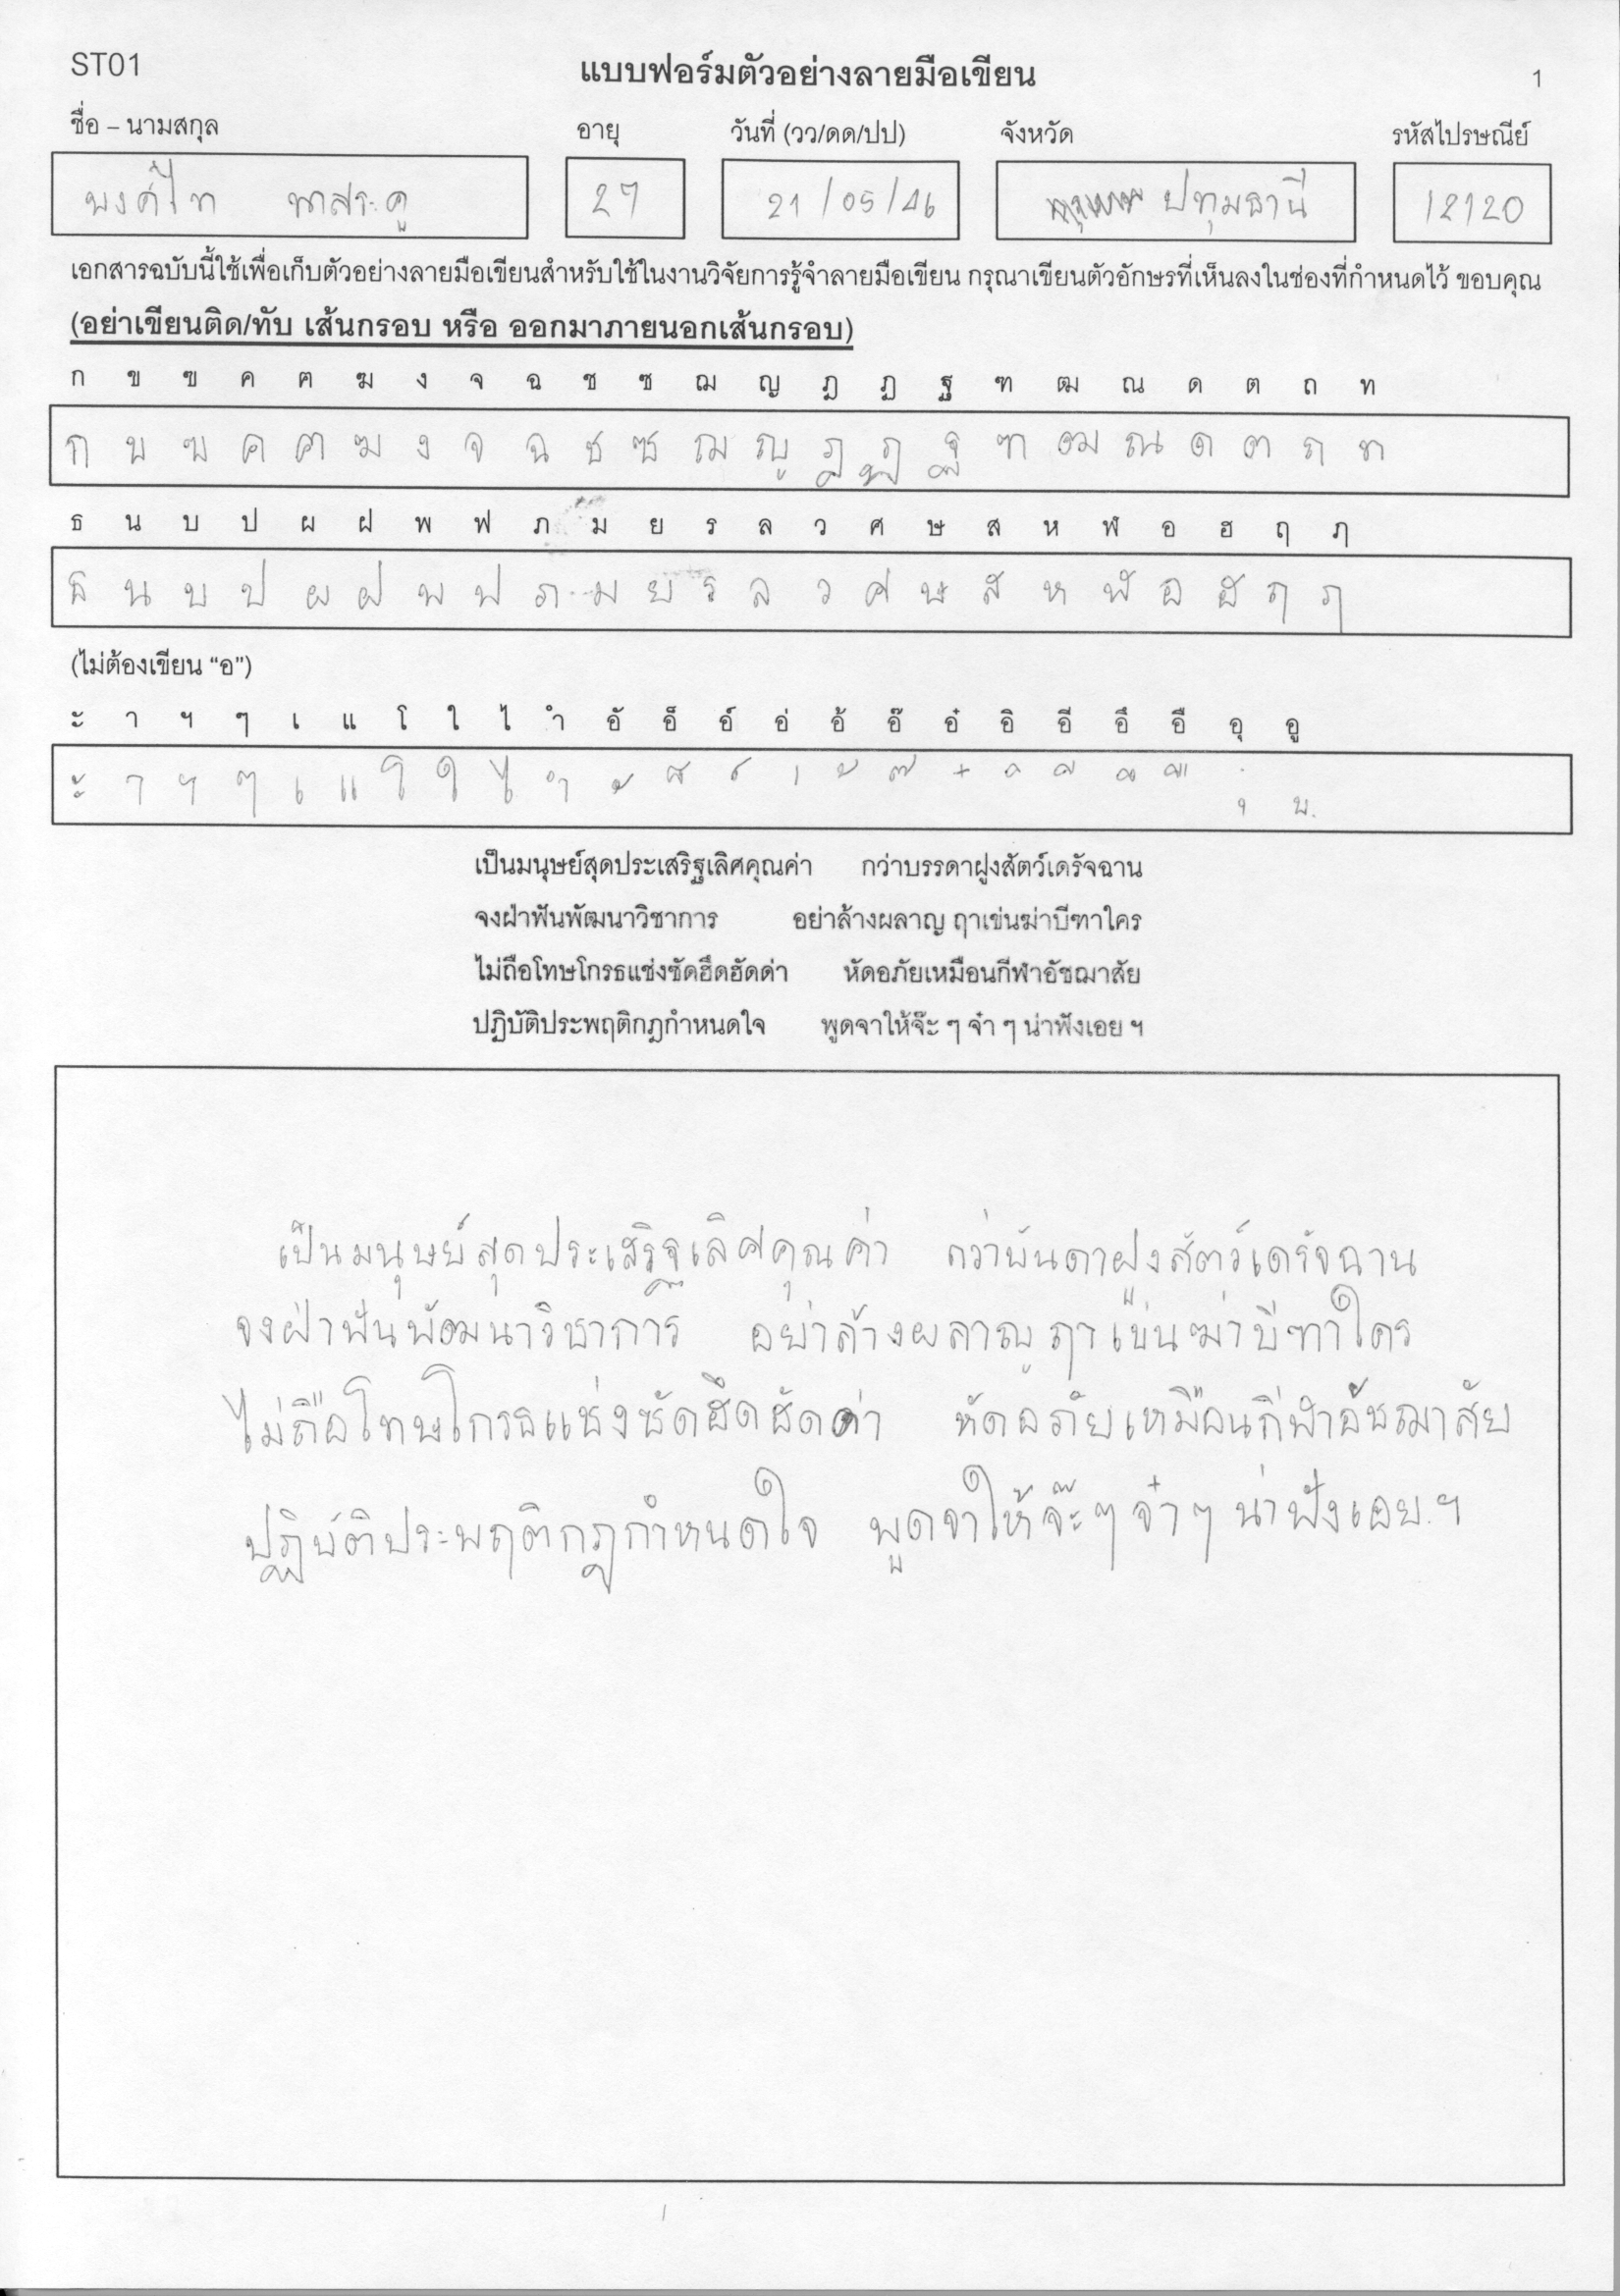 ST01 แบบฟอร์มตัวอย่างลายมือเขียน 1
ชื่อ – นามสกุล อายุ วันที่ (วว/ดด/ปป) จังหวัด รหัสไปรษณีย์
27 21/05/46 ปทุมธานี 12120
เอกสารฉบับนี้ใช้เพื่อเก็บตัวอย่างลายมือเขียนสำหรับใช้ในงานวิจัยการรู้จำลายมือเขียน กรุณาเขียนตัวอักษรที่เห็นลงในช่องที่กำหนดไว้ ขอบคุณ
(อย่าเขียนติด/ทับ เส้นกรอบ หรือ ออกมาภายนอกเส้นกรอบ)
ก ข ฃ ค ฅ ฆ ง จ ฉ ช ซ ฌ ญ ฎ ฏ ฐ ฑ ฒ ณ ด ต ถ ท
ก ข ฃ ค ฅ ฆ ง จ ฉ ช ซ ฌ ญ ฎ ฏ ฐ ฑ ฒ ณ ด ต ถ ท
ธ น บ ป ผ ฝ พ ฟ ภ ม ย ร ล ว ศ ษ ส ห ฬ อ ฮ ฤ ฦ
ธ น บ ป ผ ฝ พ ฟ ภ ม ย ร ล ว ศ ษ ส ห ฬ อ ฮ ฤ ฦ
(ไม่ต้องเขียน “อ”)
ะ า ฯ ๆ เ แ โ ใ ไ ำ อั อ็ อ์ อ่ อ้ อ๊ อ๋ อิ อี อึ อื อุ อู
ะ า ฯ ๆ เ แ โ ใ ไ ำ ั ็ ์ ่ ้ ๊ ๋ ิ ี ึ ื ุ ู
เป็นมนุษย์สุดประเสริฐเลิศคุณค่า กว่าบรรดาฝูงสัตว์เดรัจฉาน
จงฝ่าฟันพัฒนาวิชาการ อย่าล้างผลาญ ฤาเข่นฆ่าบีฑาใคร
ไม่ถือโทษโกรธแช่งซัดฮึดฮัดด่า หัดอภัยเหมือนกีฬาอัชฌาสัย
ปฏิบัติประพฤติกฎกำหนดใจ พูดจาให้จ๊ะ ๆ จ๋า ๆ น่าฟังเอย ฯ
เป็นมนุษย์สุดประเสริฐเลิศคุณค่า กว่าบันดาฝูงสัตว์เดรัจฉาน
จงฝ่าฟันพัฒนาวิชาการ อย่าล้างผลาญฤาเข่นฆ่าบีฑาใคร
ไม่ถือโทษโกรธแช่งซัดฮึดฮัดด่า หัดอภัยเหมือนกีฬาอัชฌาสัย
ปฏิบัติประพฤติกฎกำหนดใจ พูดจาให้จ๊ะๆ จ๋าๆ น่าฟังเอย ฯ